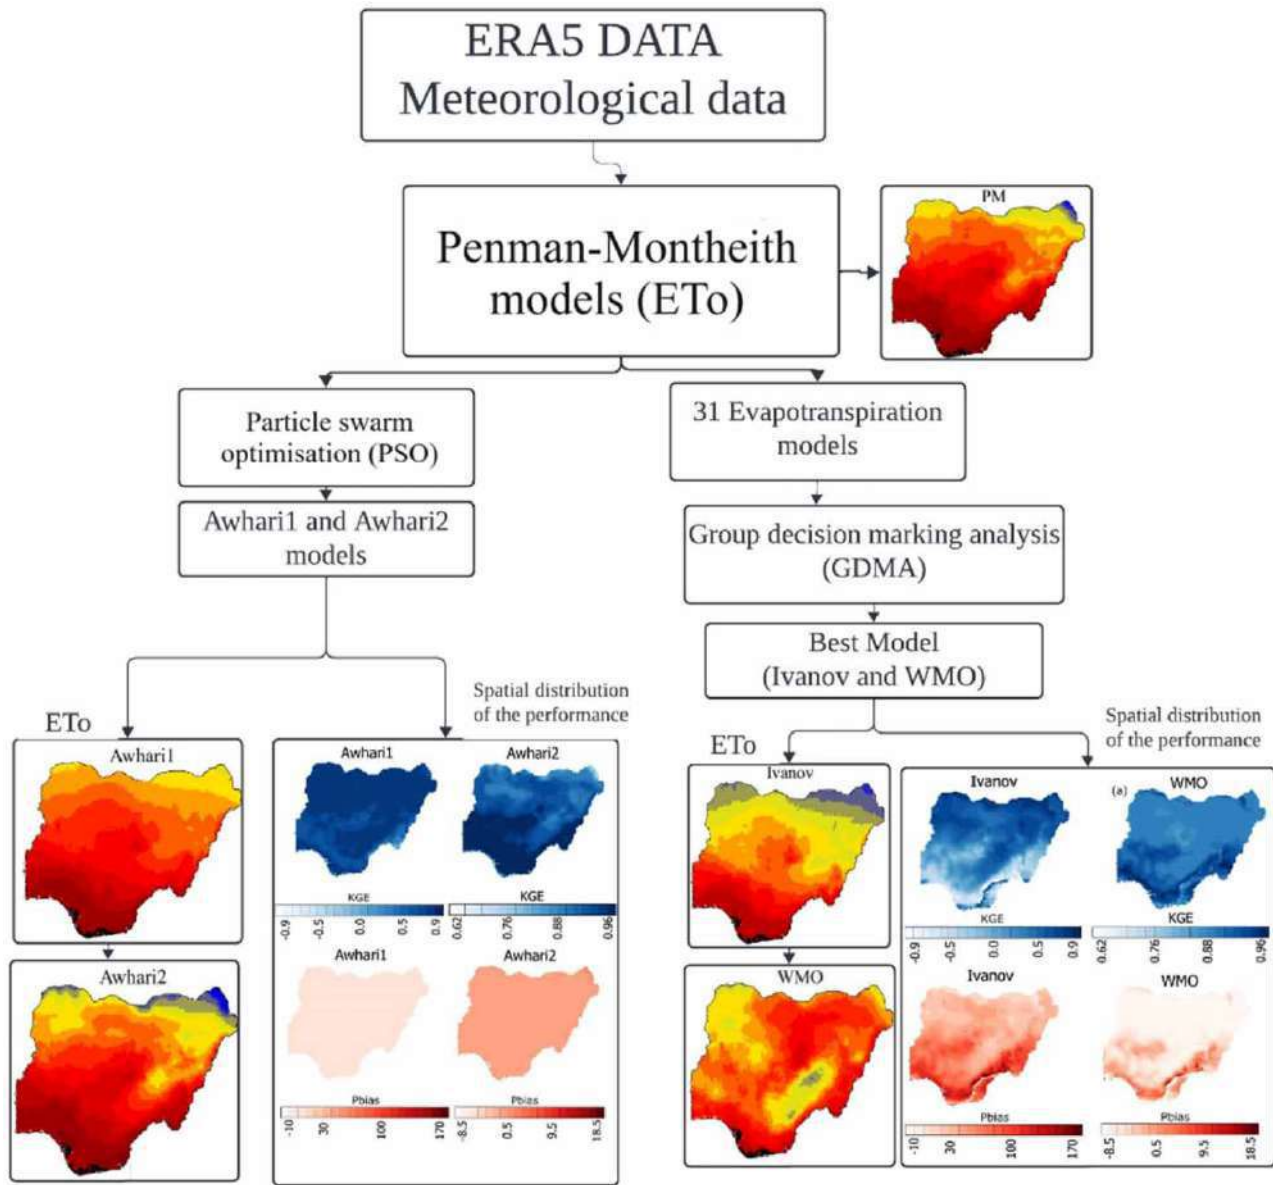 ERA5 DATA
Meteorological data
Penman-Montheith
models (ETo)
PM
Particle swarm
optimisation (PSO)
31 Evapotranspiration
models
Awhari1 and Awhari2
models
Group decision marking analysis
(GDMA)
Best Model
(Ivanov and WMO)
ETo
Awhari1
Awhari2
Spatial distribution
of the performance
Awhari1
Awhari2
KGE
-0.9 -0.5 0.0 0.5 0.9
KGE
0.62 0.76 0.88 0.96
Awhari1
Awhari2
Pbias
-10 30 100 170
Pbias
-8.5 0.5 9.5 18.5
ETo
Ivanov
WMO
Spatial distribution
of the performance
Ivanov
(a) WMO
KGE
-0.9 -0.5 0.0 0.5 0.9
KGE
0.62 0.76 0.88 0.96
Ivanov
WMO
Pbias
-10 30 100 170
Pbias
-8.5 0.5 9.5 18.5